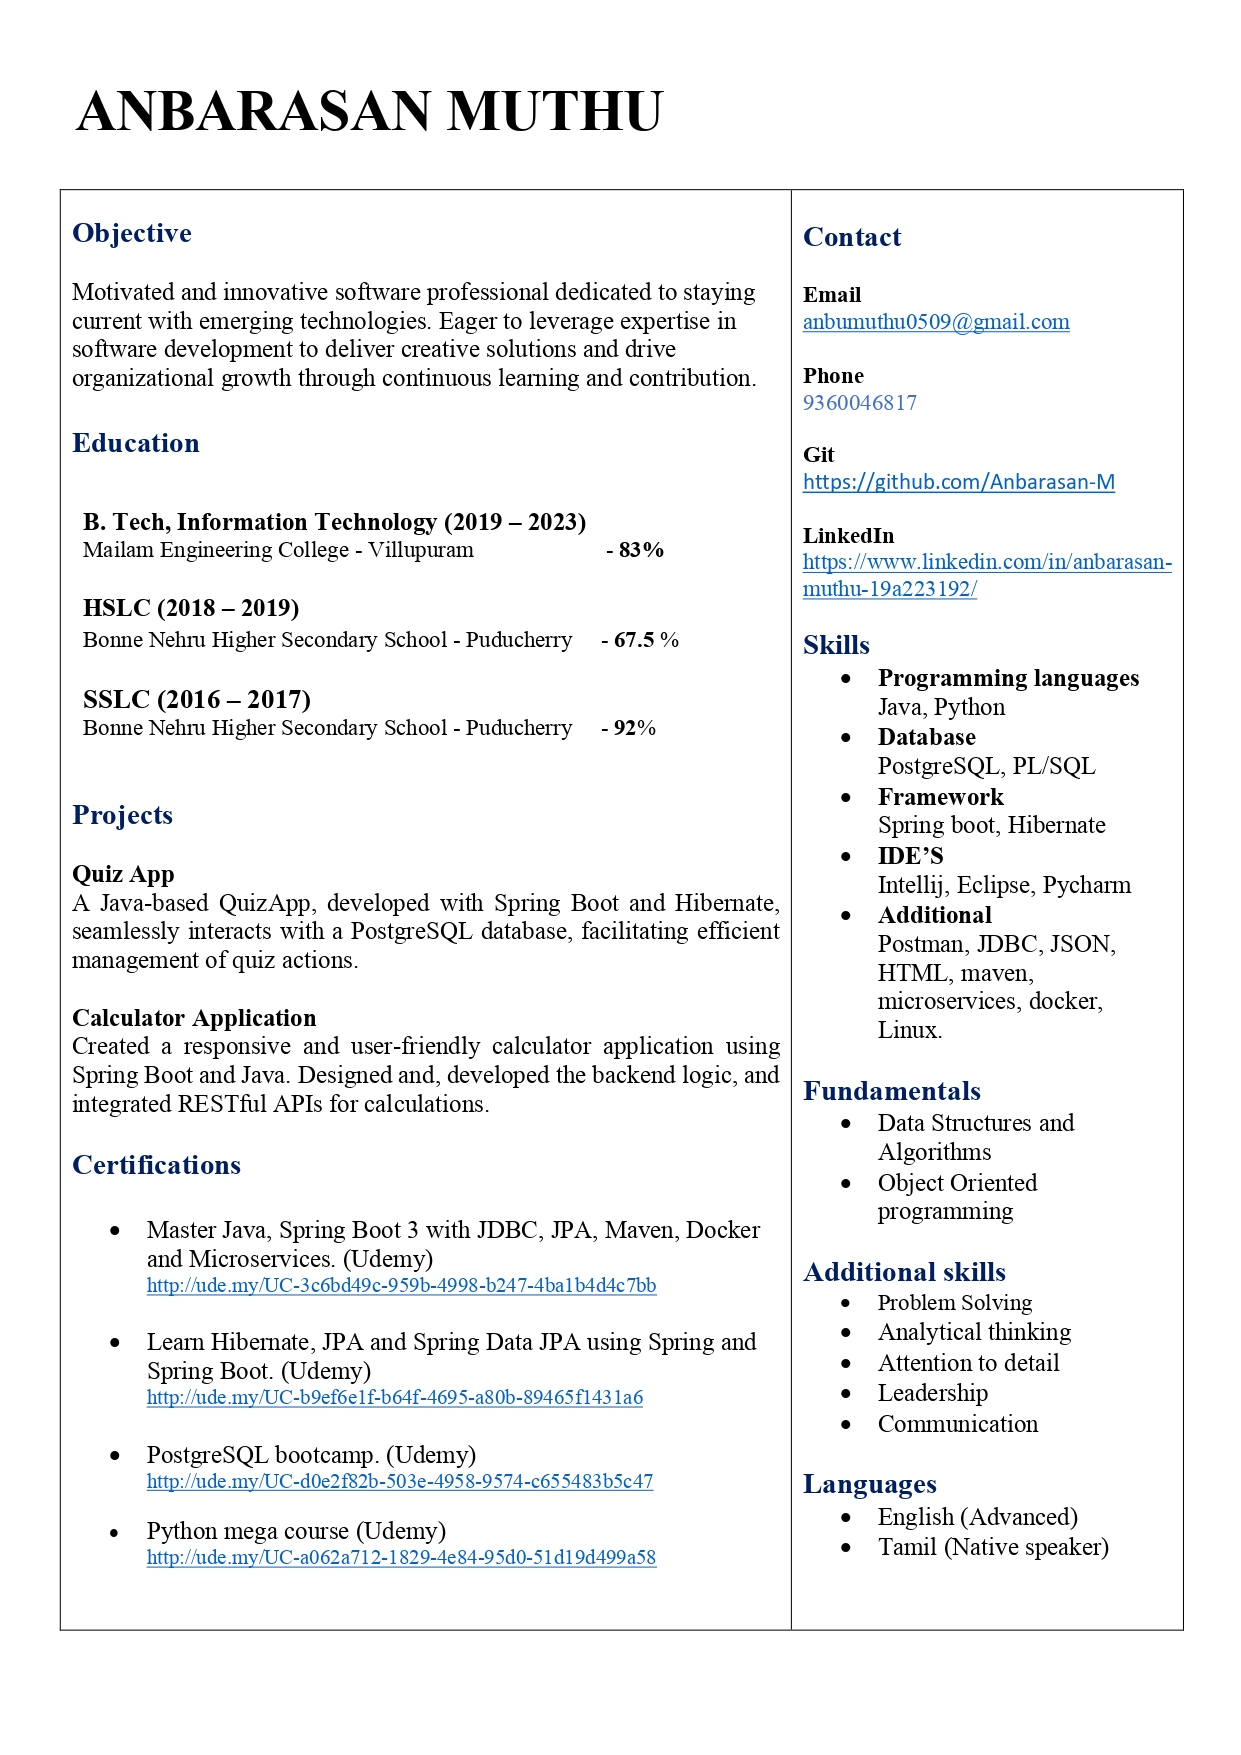 ANBARASAN MUTHU
Objective
Motivated and innovative software professional dedicated to staying
current with emerging technologies. Eager to leverage expertise in
software development to deliver creative solutions and drive
organizational growth through continuous learning and contribution.
Education
B. Tech, Information Technology (2019 – 2023)
Mailam Engineering College - Villupuram - 83%
HSLC (2018 – 2019)
Bonne Nehru Higher Secondary School - Puducherry - 67.5 %
SSLC (2016 – 2017)
Bonne Nehru Higher Secondary School - Puducherry - 92%
Projects
Quiz App
A Java-based QuizApp, developed with Spring Boot and Hibernate,
seamlessly interacts with a PostgreSQL database, facilitating efficient
management of quiz actions.
Calculator Application
Created a responsive and user-friendly calculator application using
Spring Boot and Java. Designed and, developed the backend logic, and
integrated RESTful APIs for calculations.
Certifications
• Master Java, Spring Boot 3 with JDBC, JPA, Maven, Docker
and Microservices. (Udemy)
http://ude.my/UC-3c6bd49c-959b-4998-b247-4ba1b4d4c7bb
• Learn Hibernate, JPA and Spring Data JPA using Spring and
Spring Boot. (Udemy)
http://ude.my/UC-b9ef6e1f-b64f-4695-a80b-89465f1431a6
• PostgreSQL bootcamp. (Udemy)
http://ude.my/UC-d0e2f82b-503e-4958-9574-c655483b5c47
• Python mega course (Udemy)
http://ude.my/UC-a062a712-1829-4e84-95d0-51d19d499a58
Contact
Email
anbumuthu0509@gmail.com
Phone
9360046817
Git
https://github.com/Anbarasan-M
LinkedIn
https://www.linkedin.com/in/anbarasan-
muthu-19a223192/
Skills
• Programming languages
Java, Python
• Database
PostgreSQL, PL/SQL
• Framework
Spring boot, Hibernate
• IDE’S
Intellij, Eclipse, Pycharm
• Additional
Postman, JDBC, JSON,
HTML, maven,
microservices, docker,
Linux.
Fundamentals
• Data Structures and
Algorithms
• Object Oriented
programming
Additional skills
• Problem Solving
• Analytical thinking
• Attention to detail
• Leadership
• Communication
Languages
• English (Advanced)
• Tamil (Native speaker)